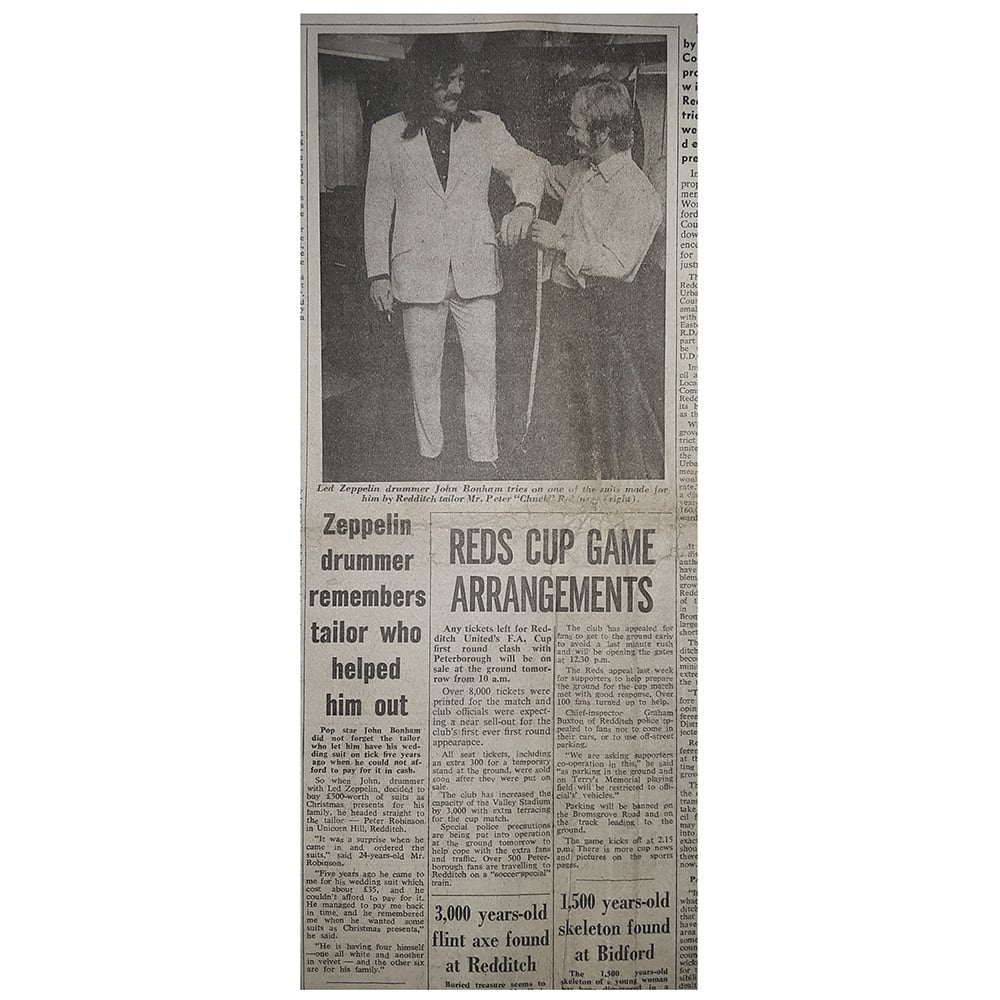 Led Zeppelin drummer John Bonham tries on one of the suits made for
him by Redditch tailor Mr. Peter "Chuck" (right).
Zeppelin
drummer
remembers
tailor who
helped
him out
Pop star John Bonham
did not forget the tailor
who let him have his wed-
ding suit on tick five years
ago when he could not af-
ford to pay for it in cash.
So when John, drummer
with Led Zeppelin, decided to
buy £500-worth of suits as
Christmas presents for his
family, he headed straight to
the tailor — Peter Robinson
in Unicorn Hill, Redditch.
"It was a surprise when he
came in and ordered the
suits," said 24-years-old Mr.
Robinson.
"Five years ago he came to
me for his wedding suit which
cost about £35, and he
couldn't afford to pay for it.
He managed to pay me back
in time, and he remembered
me when he wanted some
suits as Christmas presents,"
he said.
"He is having four himself
—one all white and another
in velvet — and the other six
are for his family."
REDS CUP GAME
ARRANGEMENTS
Any tickets left for Red-
ditch United's F.A. Cup
first round clash with
Peterborough will be on
sale at the ground tomor-
row from 10 a.m.
Over 8,000 tickets were
printed for the match and
club officials were expect-
ing a near sell-out for the
club's first ever first round
appearance.
All seat tickets, including
an extra 300 for a temporary
stand at the ground, were sold
soon after they were put on
sale.
The club has increased the
capacity of the Valley Stadium
by 3,000 with extra terracing
for the cup match.
Special police precautions
are being put into operation
at the ground tomorrow to
help cope with the extra fans
and traffic. Over 500 Peter-
borough fans are travelling to
Redditch on a "soccer-special"
train.
The club has appealed for
fans to get to the ground early
to avoid a last minute rush
and will be opening the gates
at 12.30 p.m.
The Reds appeal last week
for supporters to help prepare
the ground for the cup match
met with good response. Over
100 fans turned up to help.
Chief-inspector Graham
Buxton of Redditch police ap-
pealed to fans not to come in
their cars, or to use off-street
parking.
"We are asking supporters
co-operation in this," he said
"as parking in the ground and
on Terry's Memorial playing
field will be restricted to offi-
cial's vehicles."
Parking will be banned on
the Bromsgrove Road and on
the track leading to the
ground.
The game kicks off at 2.15
p.m. There is more cup news
and pictures on the sports
pages.
3,000 years-old
flint axe found
at Redditch
Buried treasure seems to
1,500 years-old
skeleton found
at Bidford
The 1,500 years-old
skeleton of a young woman